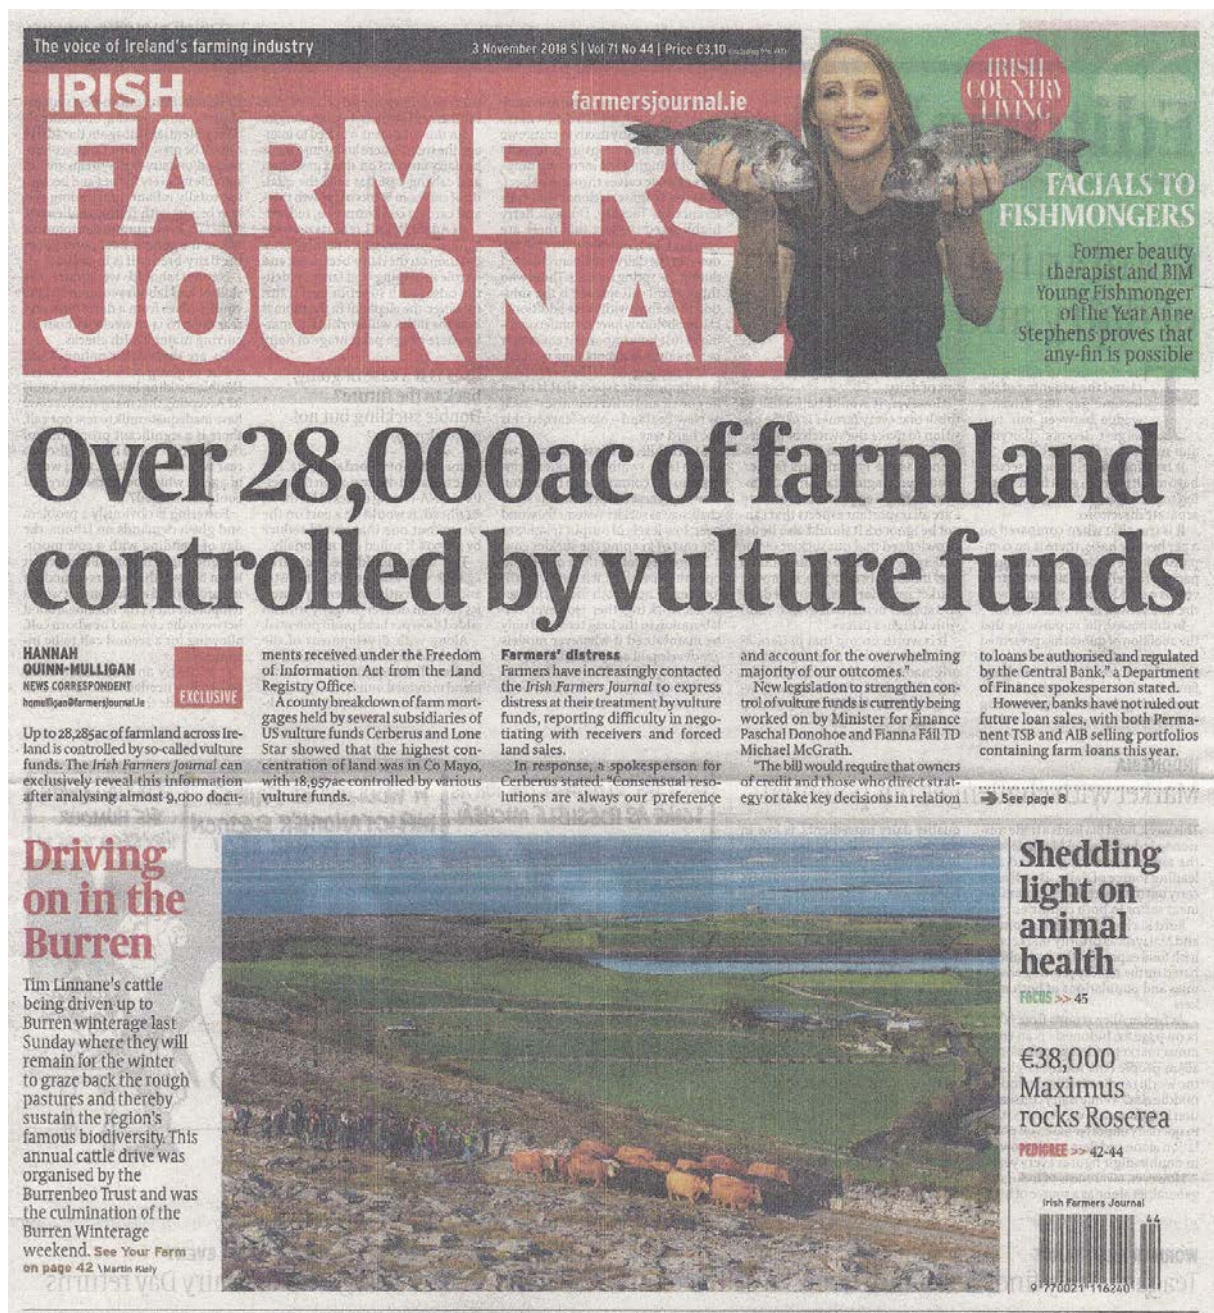 The voice of Ireland's farming industry
3 November 2018 S | Vol 71 No 44 | Price €3,10
IRISH
farmersjournal.ie
FARMERS
JOURNAL
IRISH
COUNTRY
LIVING
FACIALS TO
FISHMONGERS
Former beauty
therapist and BIM
Young Fishmonger
of the Year Anne
Stephens proves that
any-fin is possible
Over 28,000ac of farmland
controlled by vulture funds
HANNAH
QUINN-MULLIGAN
NEWS CORRESPONDENT
hqmulligan@farmersjournal.ie
EXCLUSIVE
Up to 28,285ac of farmland across Ire-
land is controlled by so-called vulture
funds. The Irish Farmers Journal can
exclusively reveal this information
after analysing almost 9,000 docu-
ments received under the Freedom
of Information Act from the Land
Registry Office.
A county breakdown of farm mort-
gages held by several subsidiaries of
US vulture funds Cerberus and Lone
Star showed that the highest con-
centration of land was in Co Mayo,
with 18,957ac controlled by various
vulture funds.
Farmers' distress
Farmers have increasingly contacted
the Irish Farmers Journal to express
distress at their treatment by vulture
funds, reporting difficulty in nego-
tiating with receivers and forced
land sales.
In response, a spokesperson for
Cerberus stated: "Consensual reso-
lutions are always our preference
and account for the overwhelming
majority of our outcomes."
New legislation to strengthen con-
trol of vulture funds is currently being
worked on by Minister for Finance
Paschal Donohoe and Fianna Fáil TD
Michael McGrath.
"The bill would require that owners
of credit and those who direct strat-
egy or take key decisions in relation
to loans be authorised and regulated
by the Central Bank," a Department
of Finance spokesperson stated.
However, banks have not ruled out
future loan sales, with both Perma-
nent TSB and AIB selling portfolios
containing farm loans this year.
See page 8
Driving
on in the
Burren
Tim Linnane's cattle
being driven up to
Burren winterage last
Sunday where they will
remain for the winter
to graze back the rough
pastures and thereby
sustain the region's
famous biodiversity. This
annual cattle drive was
organised by the
Burrenbeo Trust and was
the culmination of the
Burren Winterage
weekend. See Your Farm
on page 42 \ Martin Kiely
Shedding
light on
animal
health
FOCUS >> 45
€38,000
Maximus
rocks Roscrea
PEDIGREE >> 42-44
Irish Farmers Journal
44
9 770021 116240